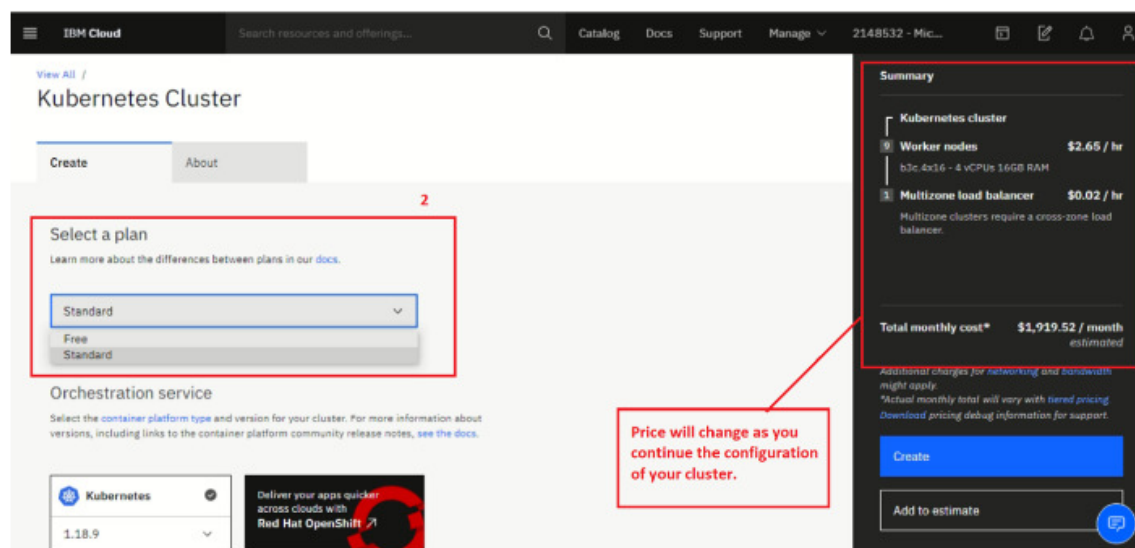 IBM Cloud
Search resources and offerings...
Catalog
Docs
Support
Manage
2148532 - Mic...
View All /
Kubernetes Cluster
Create
About
2
Select a plan
Learn more about the differences between plans in our docs.
Standard
Free
Standard
Orchestration service
Select the container platform type and version for your cluster. For more information about
versions, including links to the container platform community release notes, see the docs.
Kubernetes
1.18.9
Deliver your apps quicker
across clouds with
Red Hat OpenShift
Price will change as you
continue the configuration
of your cluster.
Summary
Kubernetes cluster
9 Worker nodes $2.65 / hr
b3c.4x16 - 4 vCPUs 16GB RAM
1 Multizone load balancer $0.02 / hr
Multizone clusters require a cross-zone load
balancer.
Total monthly cost* $1,919.52 / month
estimated
Additional charges for networking and bandwidth
might apply.
*Actual monthly total will vary with tiered pricing.
Download pricing debug information for support.
Create
Add to estimate